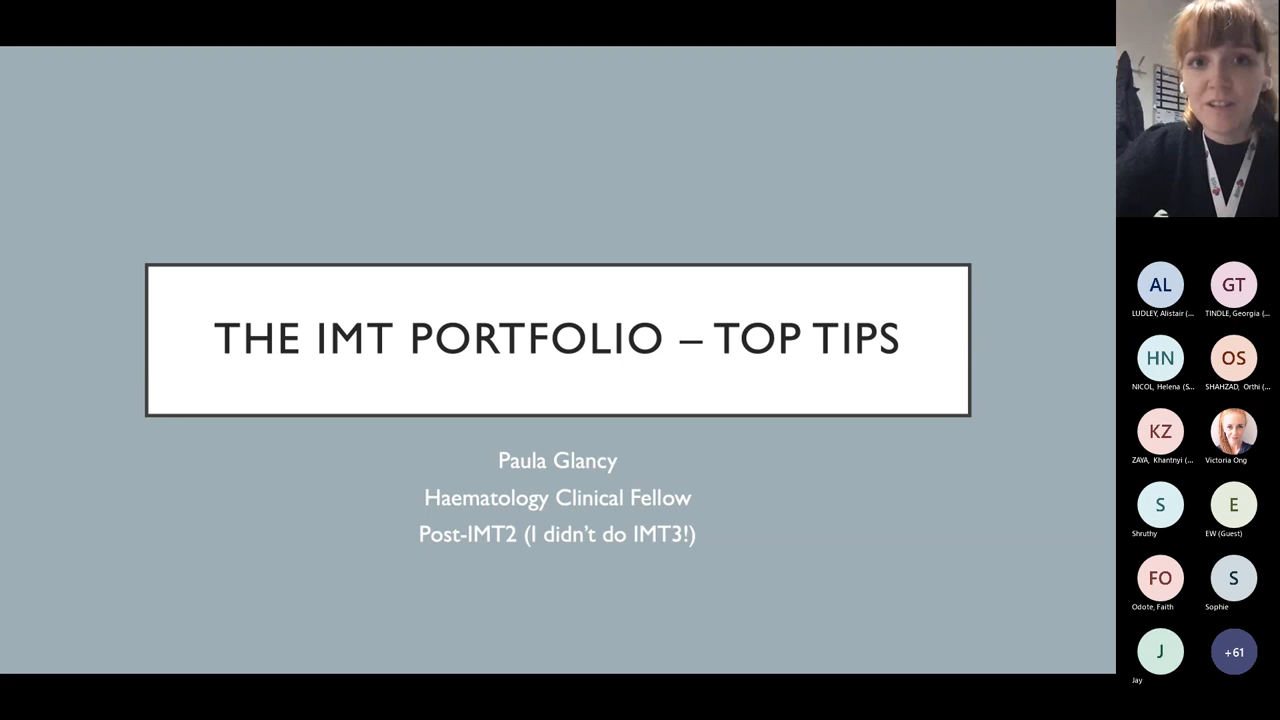 THE IMT PORTFOLIO – TOP TIPS
Paula Glancy
Haematology Clinical Fellow
Post-IMT2 (I didn't do IMT3!)
AL
GT
LUDLEY, Alistair (...
TINDLE, Georgia (...
HN
OS
NICOL, Helena (S...
SHAHZAD, Orthi (...
KZ
ZAYA, Khantnyi (...
Victoria Ong
S
E
Shruthy
EW (Guest)
FO
S
Odote, Faith
Sophie
J
+61
Jay